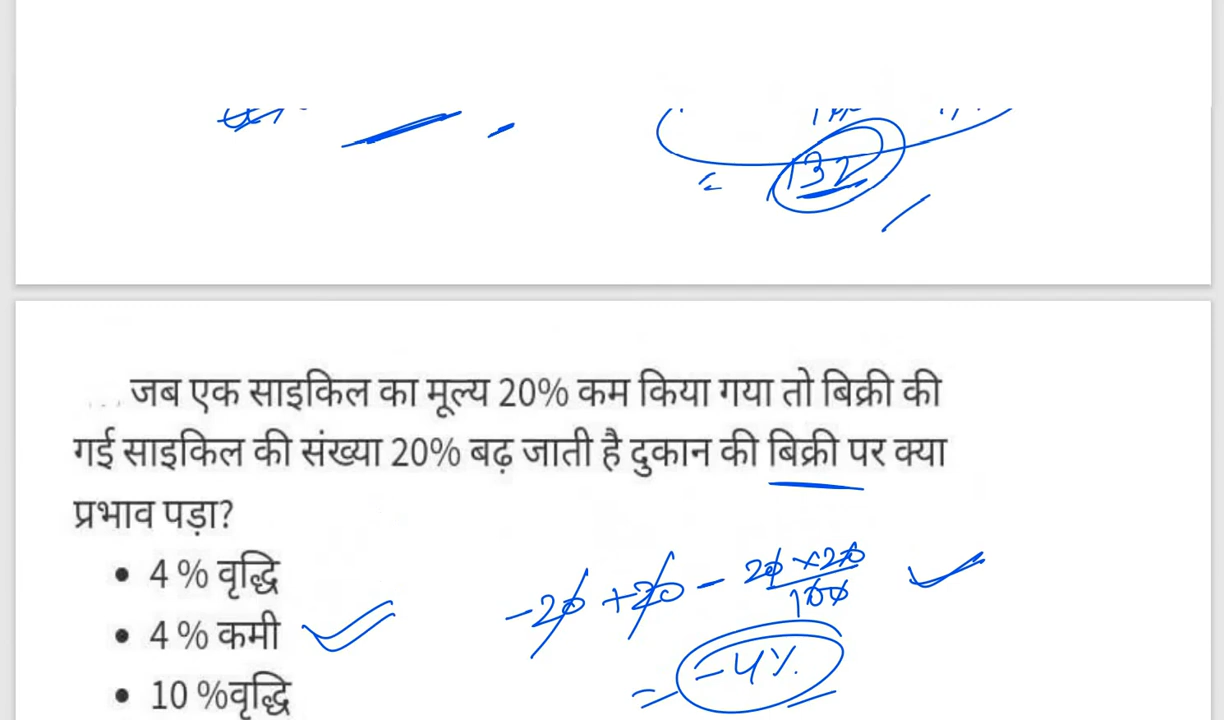 = 132
जब एक साइकिल का मूल्य 20% कम किया गया तो बिक्री की
गई साइकिल की संख्या 20% बढ़ जाती है दुकान की बिक्री पर क्या
प्रभाव पड़ा?
• 4 % वृद्धि
-20 +20 - 20 × 20 / 100
• 4 % कमी
= -4%
• 10 %वृद्धि